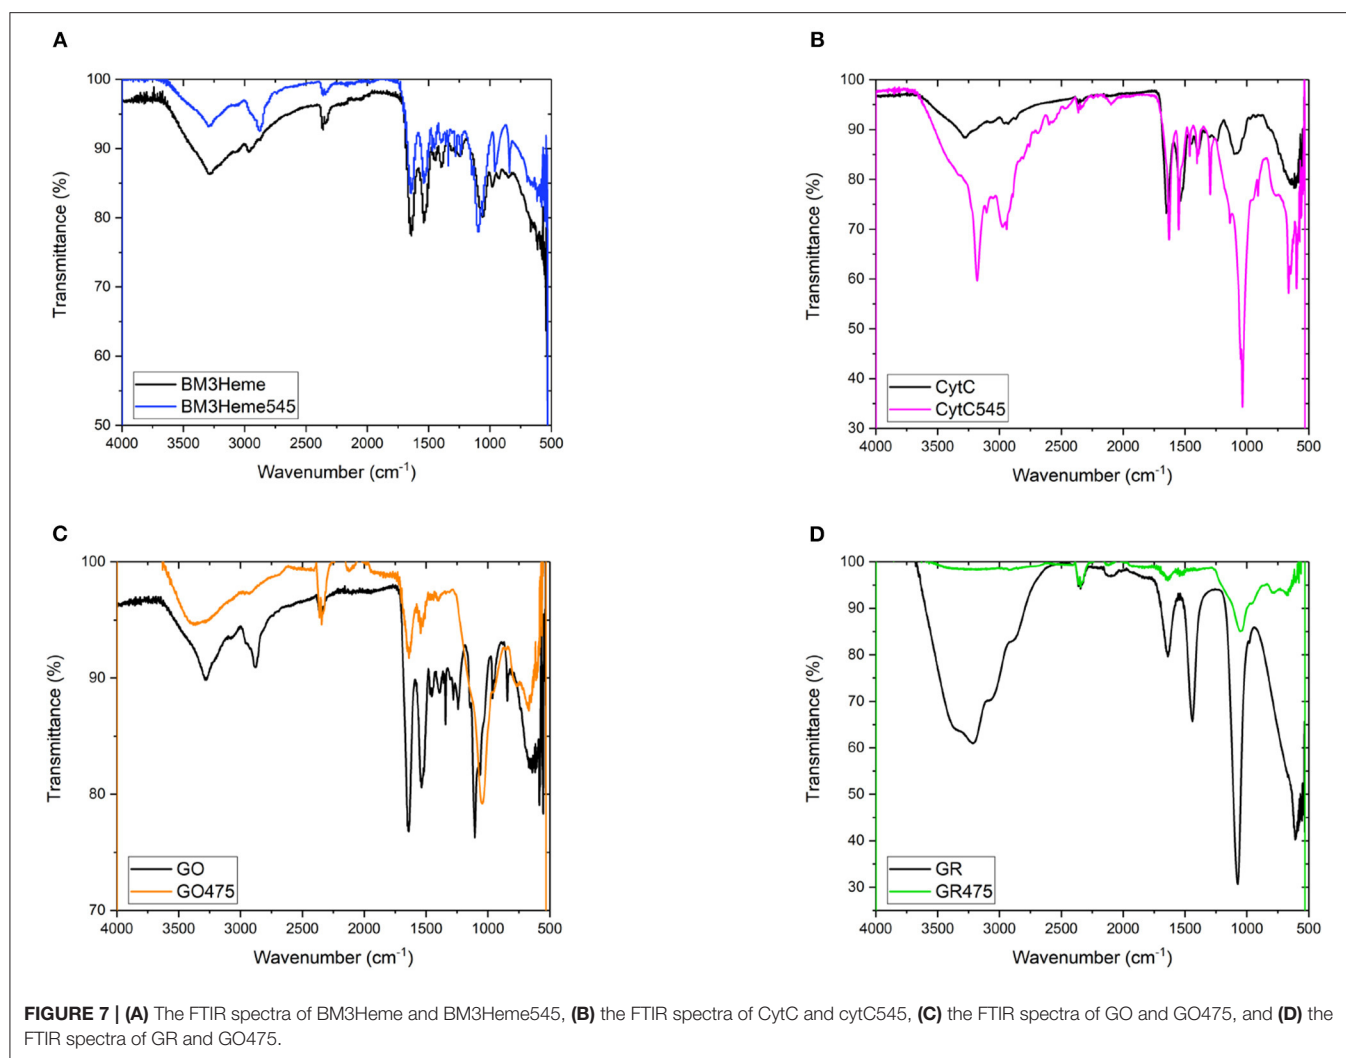 A
100
90
80
70
60
50
Transmittance (%)
BM3Heme
BM3Heme545
4000 3500 3000 2500 2000 1500 1000 500
Wavenumber (cm-1)
B
100
90
80
70
60
50
40
30
Transmittance (%)
CytC
CytC545
4000 3500 3000 2500 2000 1500 1000 500
Wavenumber (cm-1)
C
100
90
80
70
Transmittance (%)
GO
GO475
4000 3500 3000 2500 2000 1500 1000 500
Wavenumber (cm-1)
D
100
90
80
70
60
50
40
30
Transmittance (%)
GR
GR475
4000 3500 3000 2500 2000 1500 1000 500
Wavenumber (cm-1)
FIGURE 7 | (A) The FTIR spectra of BM3Heme and BM3Heme545, (B) the FTIR spectra of CytC and cytC545, (C) the FTIR spectra of GO and GO475, and (D) the
FTIR spectra of GR and GO475.